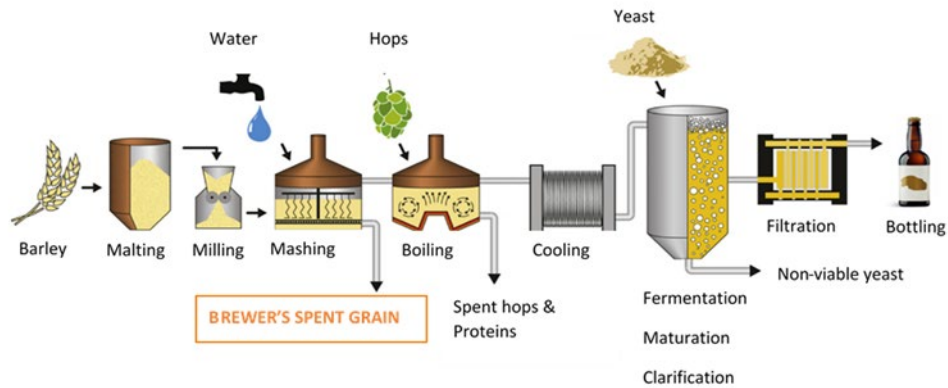 Water
Hops
Yeast
Barley
Malting
Milling
Mashing
Boiling
Cooling
Filtration
Bottling
BREWER'S SPENT GRAIN
Spent hops &
Proteins
Non-viable yeast
Fermentation
Maturation
Clarification